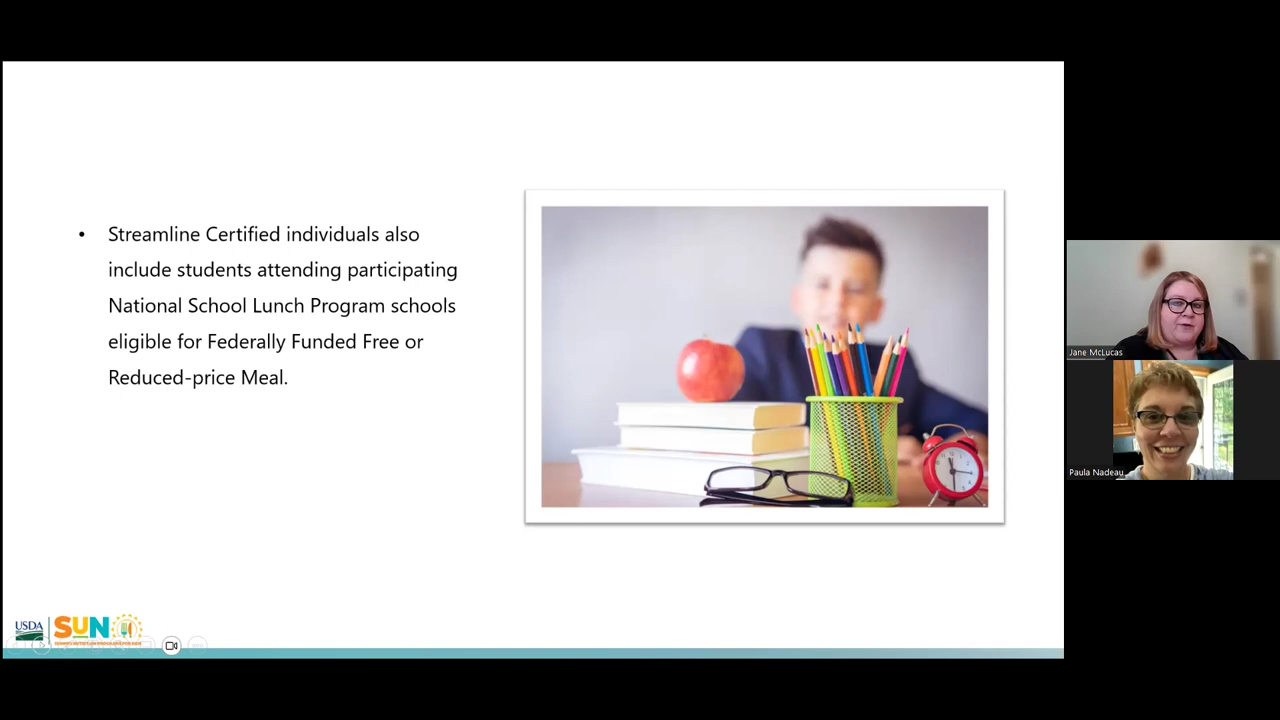 • Streamline Certified individuals also
include students attending participating
National School Lunch Program schools
eligible for Federally Funded Free or
Reduced-price Meal.
Jane McLucas
Paula Nadeau
USDA
SUN